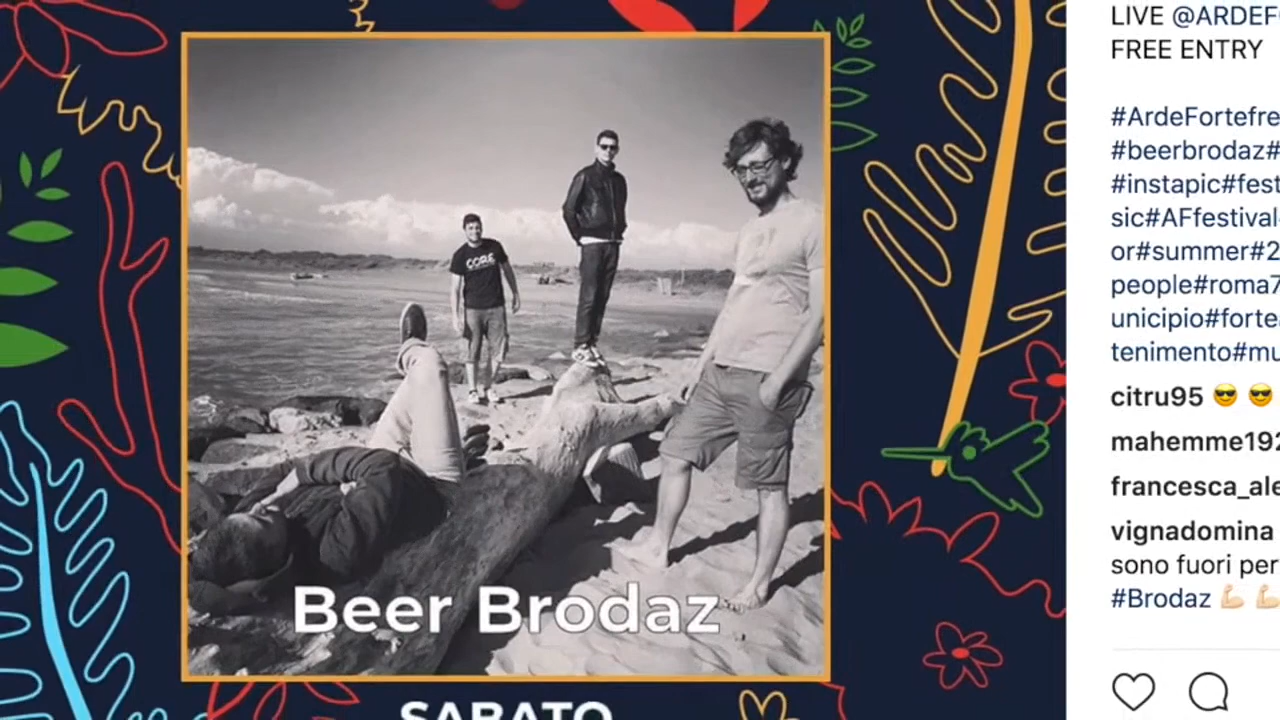 CORE
Beer Brodaz
SABATO
LIVE @ARDEF
FREE ENTRY
#ArdeFortefre
#beerbrodaz#
#instapic#fest
sic#AFfestival
or#summer#2
people#roma7
unicipio#forte
tenimento#mu
citru95 😎 😎
mahemme192
francesca_ale
vignadomina
sono fuori per
#Brodaz 💪🏻 💪🏻